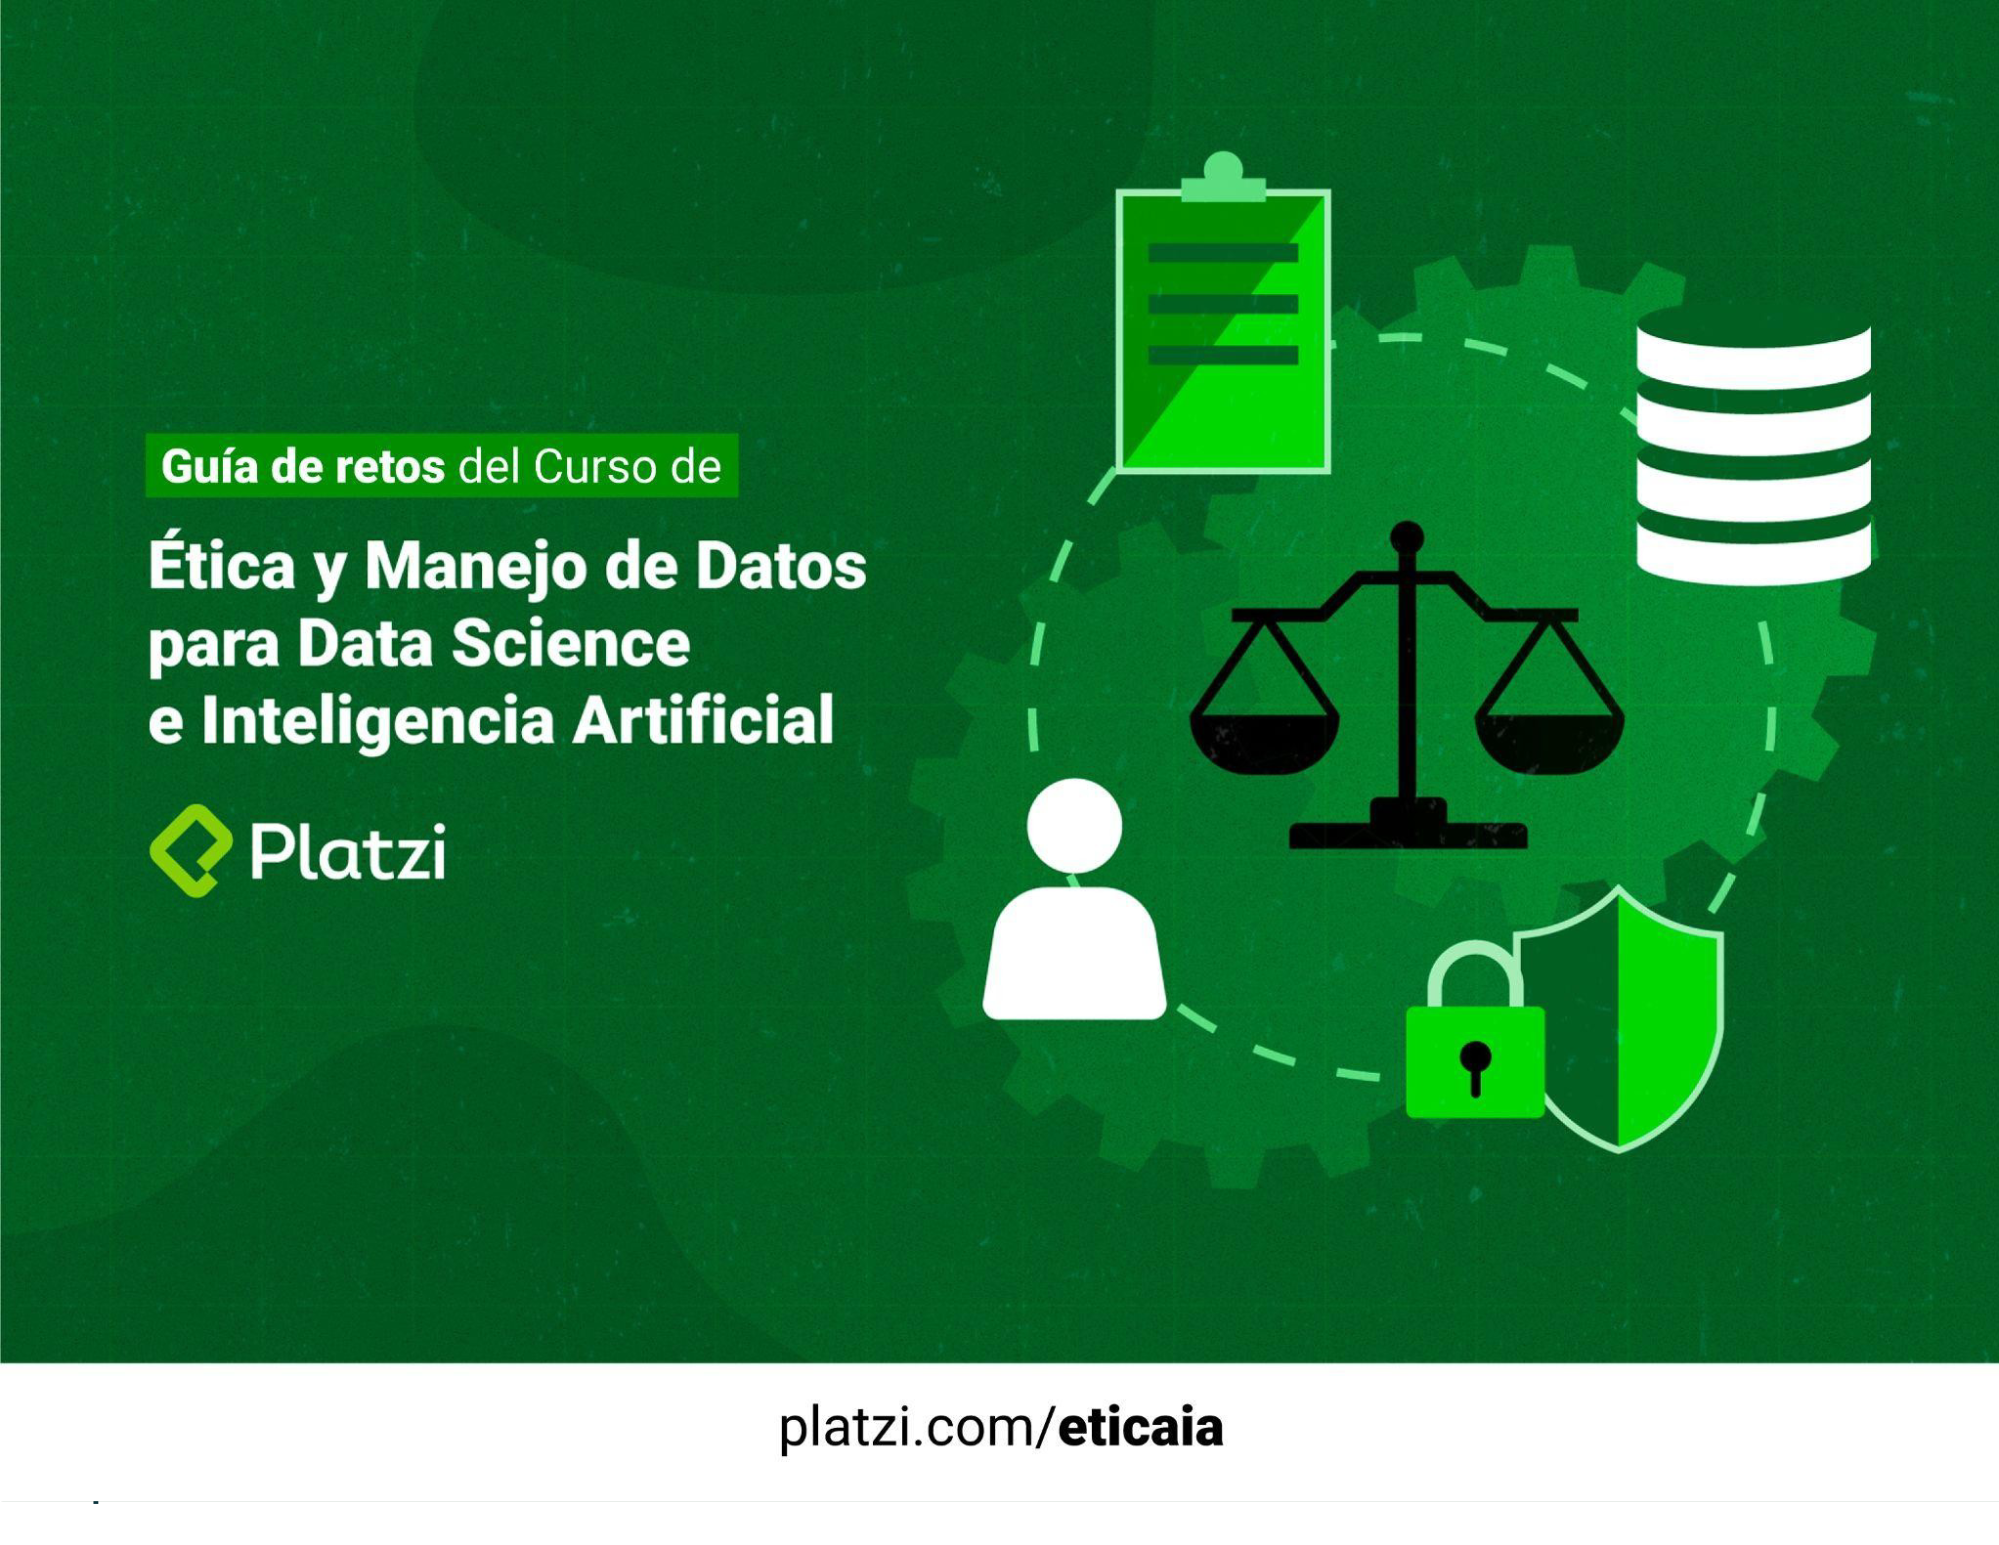 Guía de retos del Curso de
Ética y Manejo de Datos
para Data Science
e Inteligencia Artificial
Platzi
platzi.com/eticaia